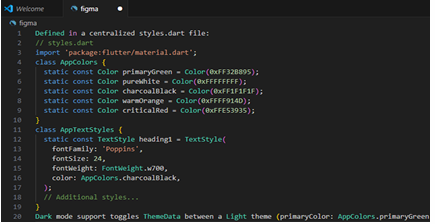 Welcome
figma
figma
1 Defined in a centralized styles.dart file:
2 // styles.dart
3 import 'package:flutter/material.dart';
4 class AppColors {
5 static const Color primaryGreen = Color(0xFF32B895);
6 static const Color pureWhite = Color(0xFFFFFFFF);
7 static const Color charcoalBlack = Color(0xFF1F1F1F);
8 static const Color warmOrange = Color(0xFFFF914D);
9 static const Color criticalRed = Color(0xFFE53935);
10 }
11 class AppTextStyles {
12 static const TextStyle heading1 = TextStyle(
13 fontFamily: 'Poppins',
14 fontSize: 24,
15 fontWeight: FontWeight.w700,
16 color: AppColors.charcoalBlack,
17 );
18 // Additional styles...
19 }
20 Dark mode support toggles ThemeData between a Light theme (primaryColor: AppColors.primaryGreen